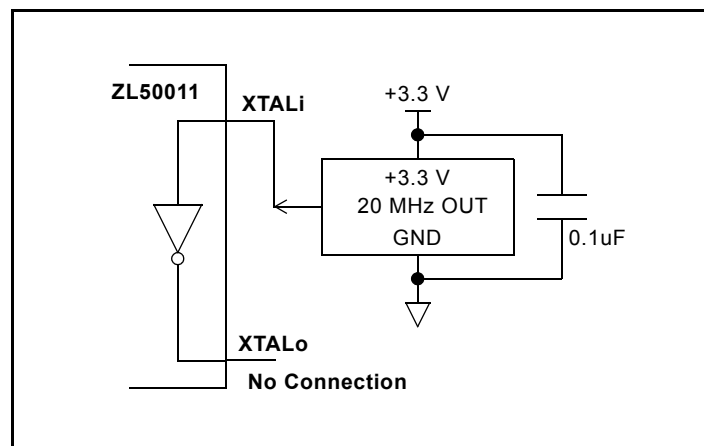 ZL50011
XTALi
+3.3 V
+3.3 V
20 MHz OUT
GND
0.1uF
XTALo
No Connection